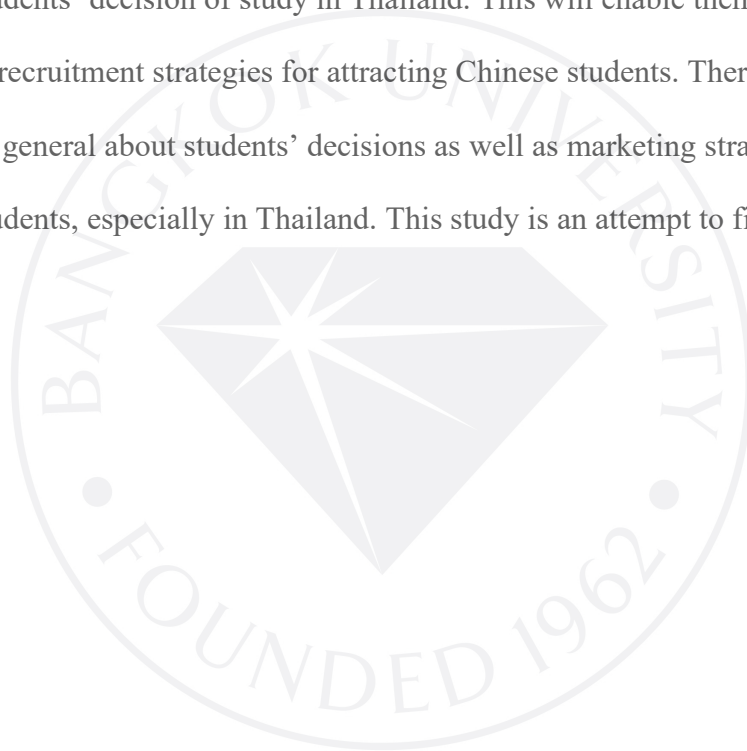 udents’ decision of study in Thailand. This will enable them
recruitment strategies for attracting Chinese students. Ther
general about students’ decisions as well as marketing stra
udents, especially in Thailand. This study is an attempt to fi
BANGKOK UNIVERSITY
FOUNDED 1962